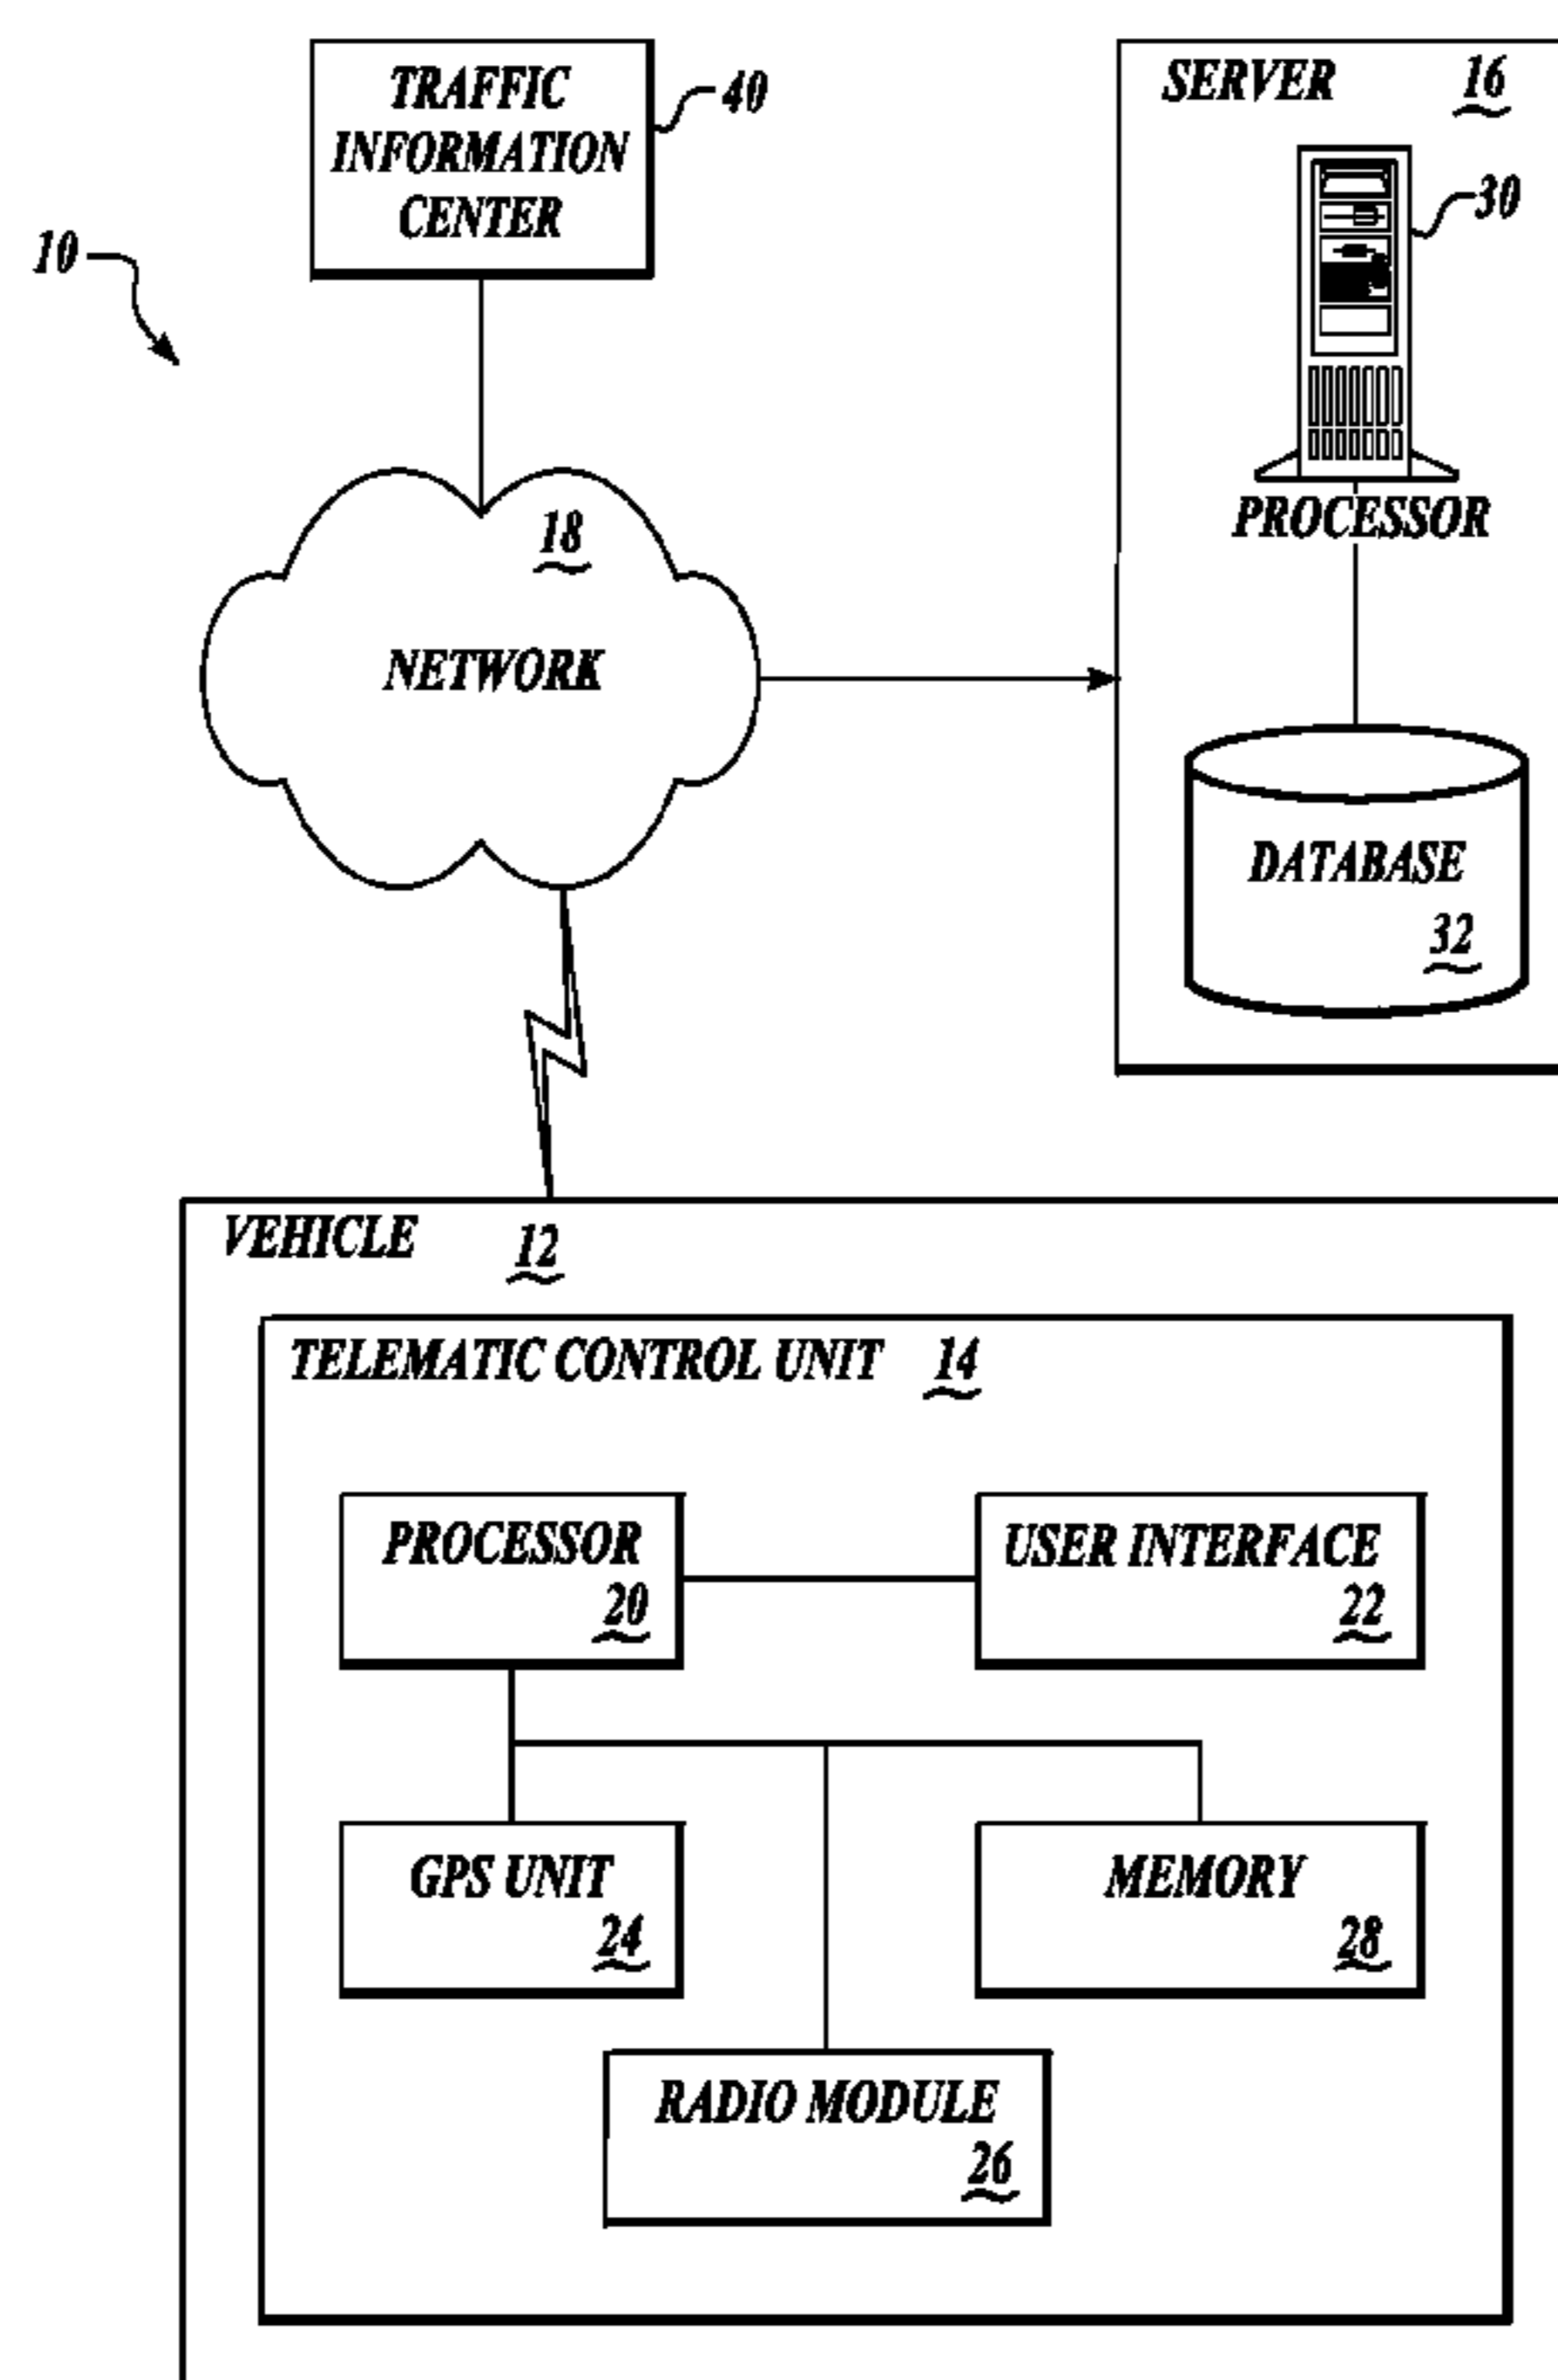 TRAFFIC
INFORMATION
CENTER
40
SERVER 16
30
10
PROCESSOR
18
NETWORK
DATABASE
32
VEHICLE 12
TELEMATIC CONTROL UNIT 14
PROCESSOR
20
USER INTERFACE
22
GPS UNIT
24
MEMORY
28
RADIO MODULE
26